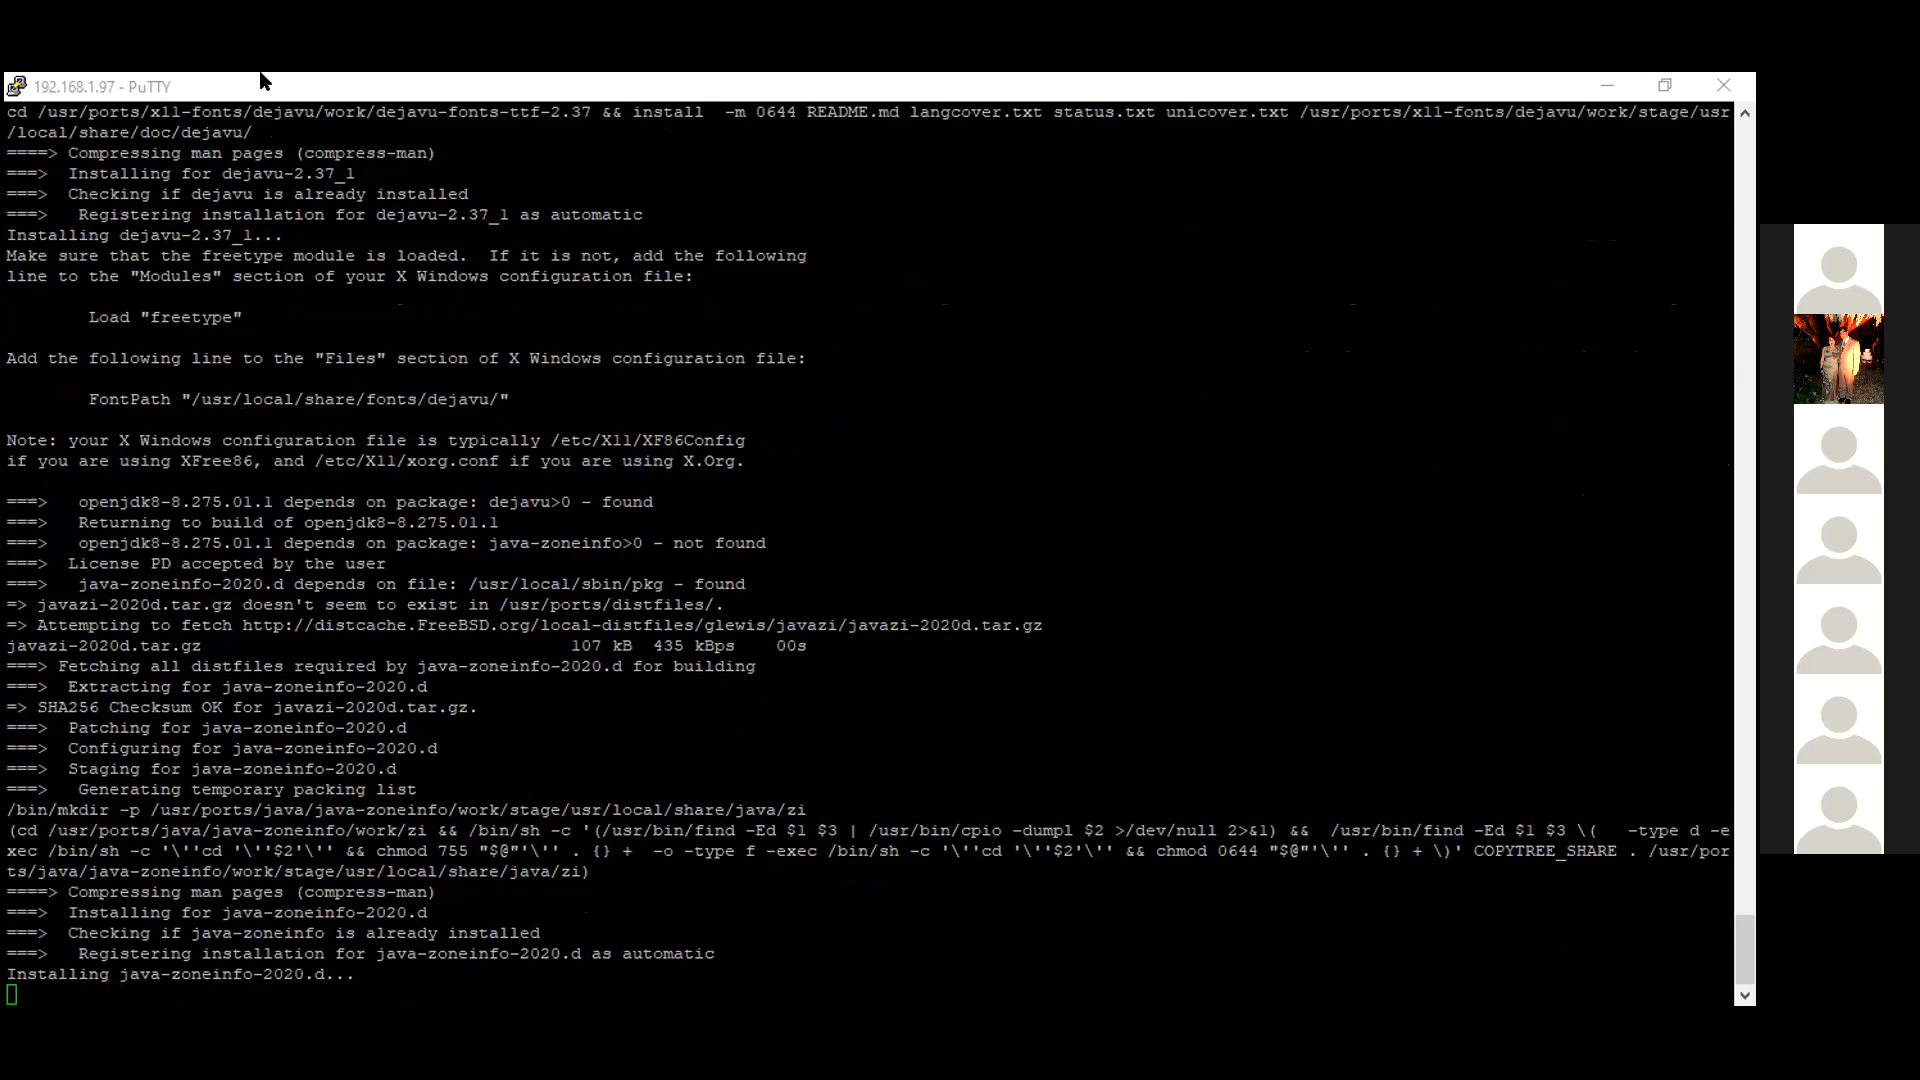 192.168.1.97 - PuTTY
cd /usr/ports/x11-fonts/dejavu/work/dejavu-fonts-ttf-2.37 && install  -m 0644 README.md langcover.txt status.txt unicover.txt /usr/ports/x11-fonts/dejavu/work/stage/usr
/local/share/doc/dejavu/
====> Compressing man pages (compress-man)
===>  Installing for dejavu-2.37_1
===>  Checking if dejavu is already installed
===>   Registering installation for dejavu-2.37_1 as automatic
Installing dejavu-2.37_1...
Make sure that the freetype module is loaded.  If it is not, add the following
line to the "Modules" section of your X Windows configuration file:
Load "freetype"
Add the following line to the "Files" section of X Windows configuration file:
FontPath "/usr/local/share/fonts/dejavu/"
Note: your X Windows configuration file is typically /etc/X11/XF86Config
if you are using XFree86, and /etc/X11/xorg.conf if you are using X.Org.
===>   openjdk8-8.275.01.1 depends on package: dejavu>0 - found
===>   Returning to build of openjdk8-8.275.01.1
===>   openjdk8-8.275.01.1 depends on package: java-zoneinfo>0 - not found
===>  License PD accepted by the user
===>   java-zoneinfo-2020.d depends on file: /usr/local/sbin/pkg - found
=> javazi-2020d.tar.gz doesn't seem to exist in /usr/ports/distfiles/.
=> Attempting to fetch http://distcache.FreeBSD.org/local-distfiles/glewis/javazi/javazi-2020d.tar.gz
javazi-2020d.tar.gz                                    107 kB  435 kBps    00s
===> Fetching all distfiles required by java-zoneinfo-2020.d for building
===>  Extracting for java-zoneinfo-2020.d
=> SHA256 Checksum OK for javazi-2020d.tar.gz.
===>  Patching for java-zoneinfo-2020.d
===>  Configuring for java-zoneinfo-2020.d
===>  Staging for java-zoneinfo-2020.d
===>   Generating temporary packing list
/bin/mkdir -p /usr/ports/java/java-zoneinfo/work/stage/usr/local/share/java/zi
(cd /usr/ports/java/java-zoneinfo/work/zi && /bin/sh -c '(/usr/bin/find -Ed $1 $3 | /usr/bin/cpio -dumpl $2 >/dev/null 2>&1) &&  /usr/bin/find -Ed $1 $3 \(   -type d -e
xec /bin/sh -c '\''cd '\''$2'\'' && chmod 755 "$@"'\'' . {} +  -o -type f -exec /bin/sh -c '\''cd '\''$2'\'' && chmod 0644 "$@"'\'' . {} + \)' COPYTREE_SHARE . /usr/por
ts/java/java-zoneinfo/work/stage/usr/local/share/java/zi)
====> Compressing man pages (compress-man)
===>  Installing for java-zoneinfo-2020.d
===>  Checking if java-zoneinfo is already installed
===>   Registering installation for java-zoneinfo-2020.d as automatic
Installing java-zoneinfo-2020.d...